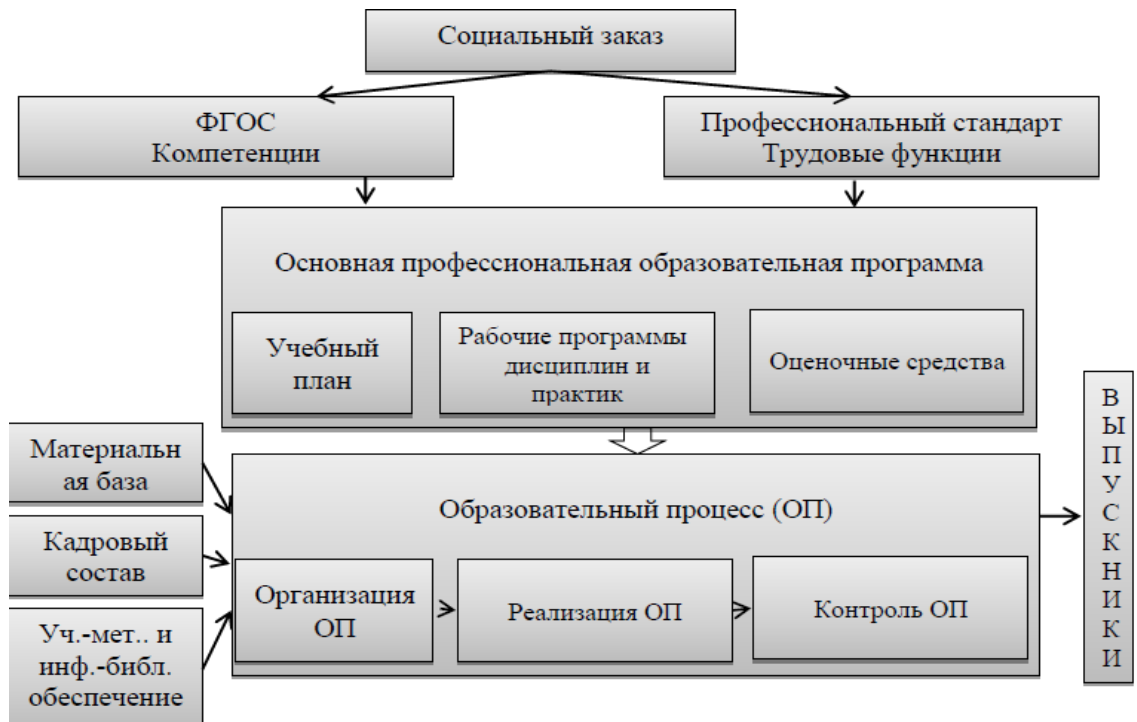 Социальный заказ
ФГОС
Компетенции
Профессиональный стандарт
Трудовые функции
Основная профессиональная образовательная программа
Учебный
план
Рабочие программы
дисциплин и
практик
Оценочные средства
Материальн
ая база
Кадровый
состав
Уч.-мет.. и
инф.-библ.
обеспечение
Образовательный процесс (ОП)
Организация
ОП
Реализация ОП
Контроль ОП
В
Ы
П
У
С
К
Н
И
К
И